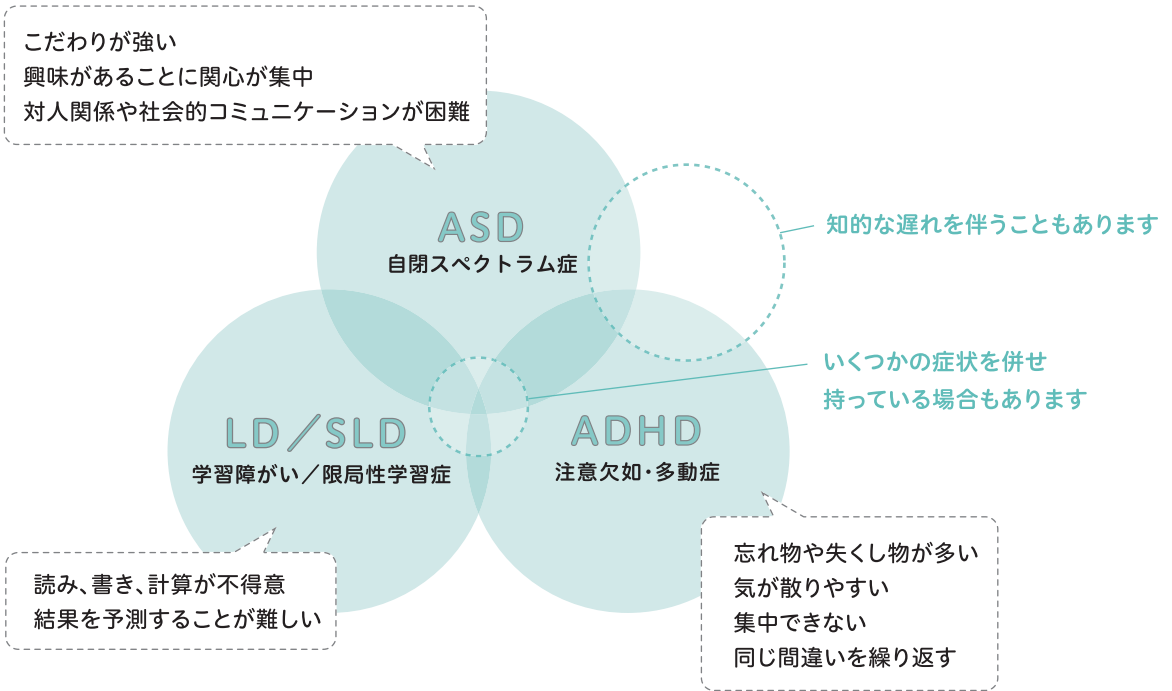 こだわりが強い
興味があることに関心が集中
対人関係や社会的コミュニケーションが困難
ASD
自閉スペクトラム症
知的な遅れを伴うこともあります
いくつかの症状を併せ
持っている場合もあります
LD／SLD
学習障がい／限局性学習症
ADHD
注意欠如・多動症
読み、書き、計算が不得意
結果を予測することが難しい
忘れ物や失くし物が多い
気が散りやすい
集中できない
同じ間違いを繰り返す